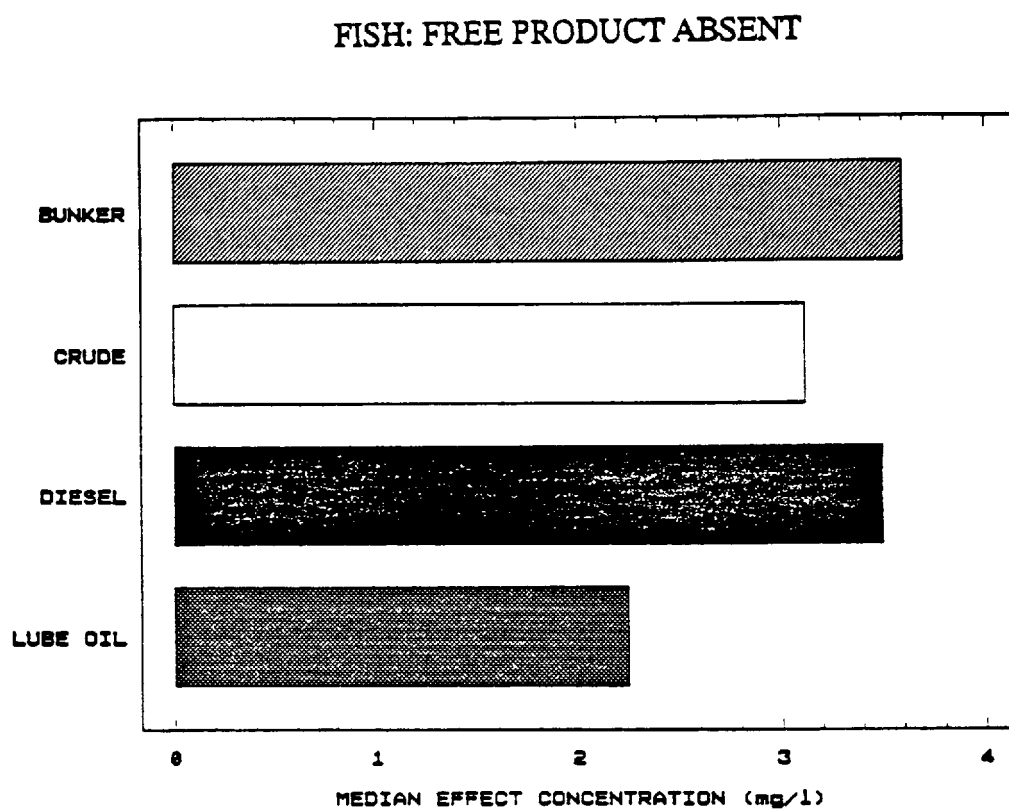 FISH: FREE PRODUCT ABSENT
BUNKER
CRUDE
DIESEL
LUBE OIL
0 1 2 3 4
MEDIAN EFFECT CONCENTRATION (mg/l)